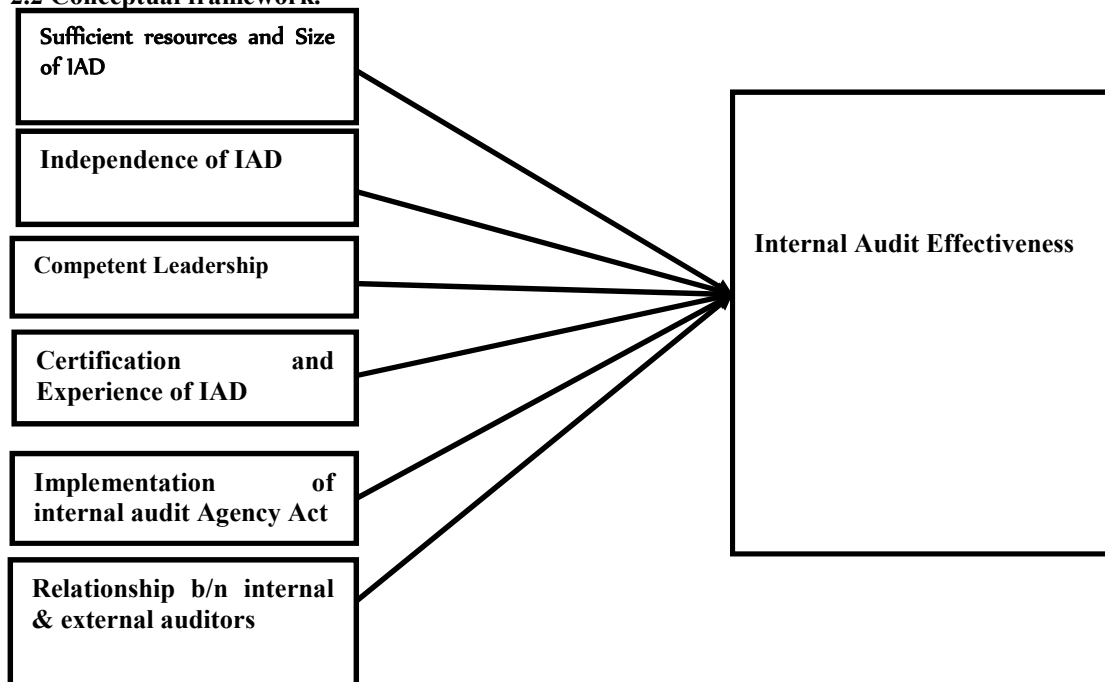 2.2 Conceptual framework.
Sufficient resources and Size
of IAD
Independence of IAD
Competent Leadership
Certification and
Experience of IAD
Implementation of
internal audit Agency Act
Relationship b/n internal
& external auditors
Internal Audit Effectiveness